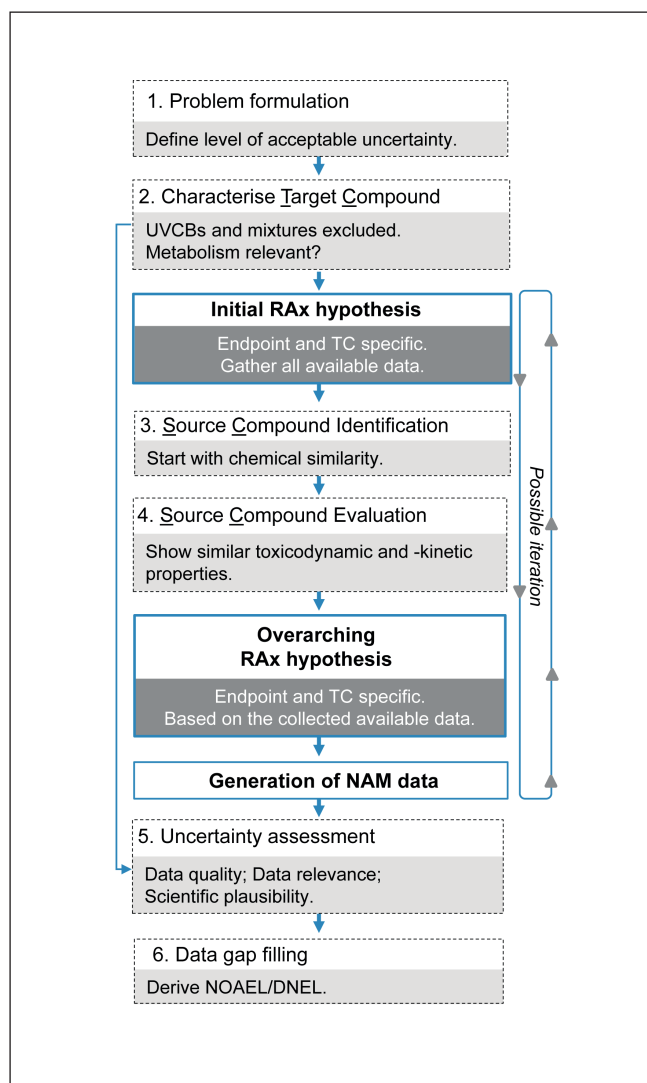 1. Problem formulation
Define level of acceptable uncertainty.
2. Characterise Target Compound
UVCBs and mixtures excluded.
Metabolism relevant?
Initial RAx hypothesis
Endpoint and TC specific.
Gather all available data.
3. Source Compound Identification
Start with chemical similarity.
4. Source Compound Evaluation
Show similar toxicodynamic and -kinetic
properties.
Overarching
RAx hypothesis
Endpoint and TC specific.
Based on the collected available data.
Generation of NAM data
Possible iteration
5. Uncertainty assessment
Data quality; Data relevance;
Scientific plausibility.
6. Data gap filling
Derive NOAEL/DNEL.